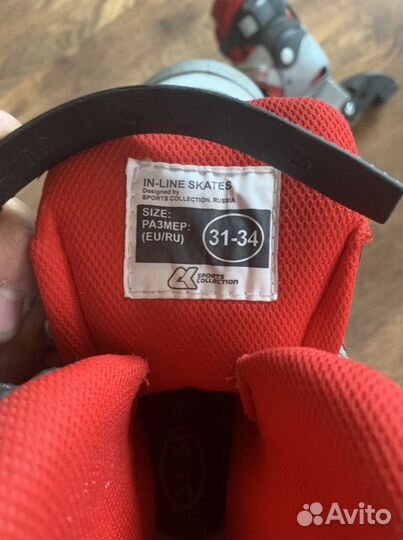 IN-LINE SKATES
Designed by
SPORTS COLLECTION. RUSSIA
SIZE:
РАЗМЕР:
(EU/RU)
31-34
SPORTS
COLLECTION
Avito